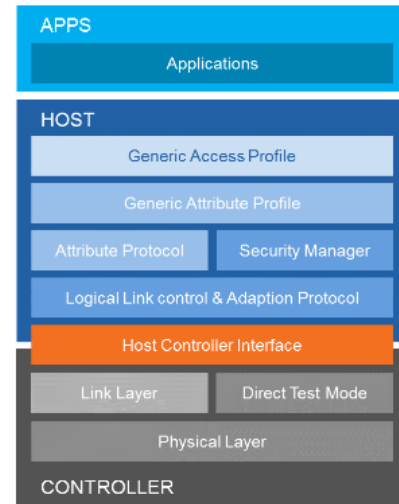 APPS
Applications
HOST
Generic Access Profile
Generic Attribute Profile
Attribute Protocol
Security Manager
Logical Link control & Adaption Protocol
Host Controller Interface
Link Layer
Direct Test Mode
Physical Layer
CONTROLLER